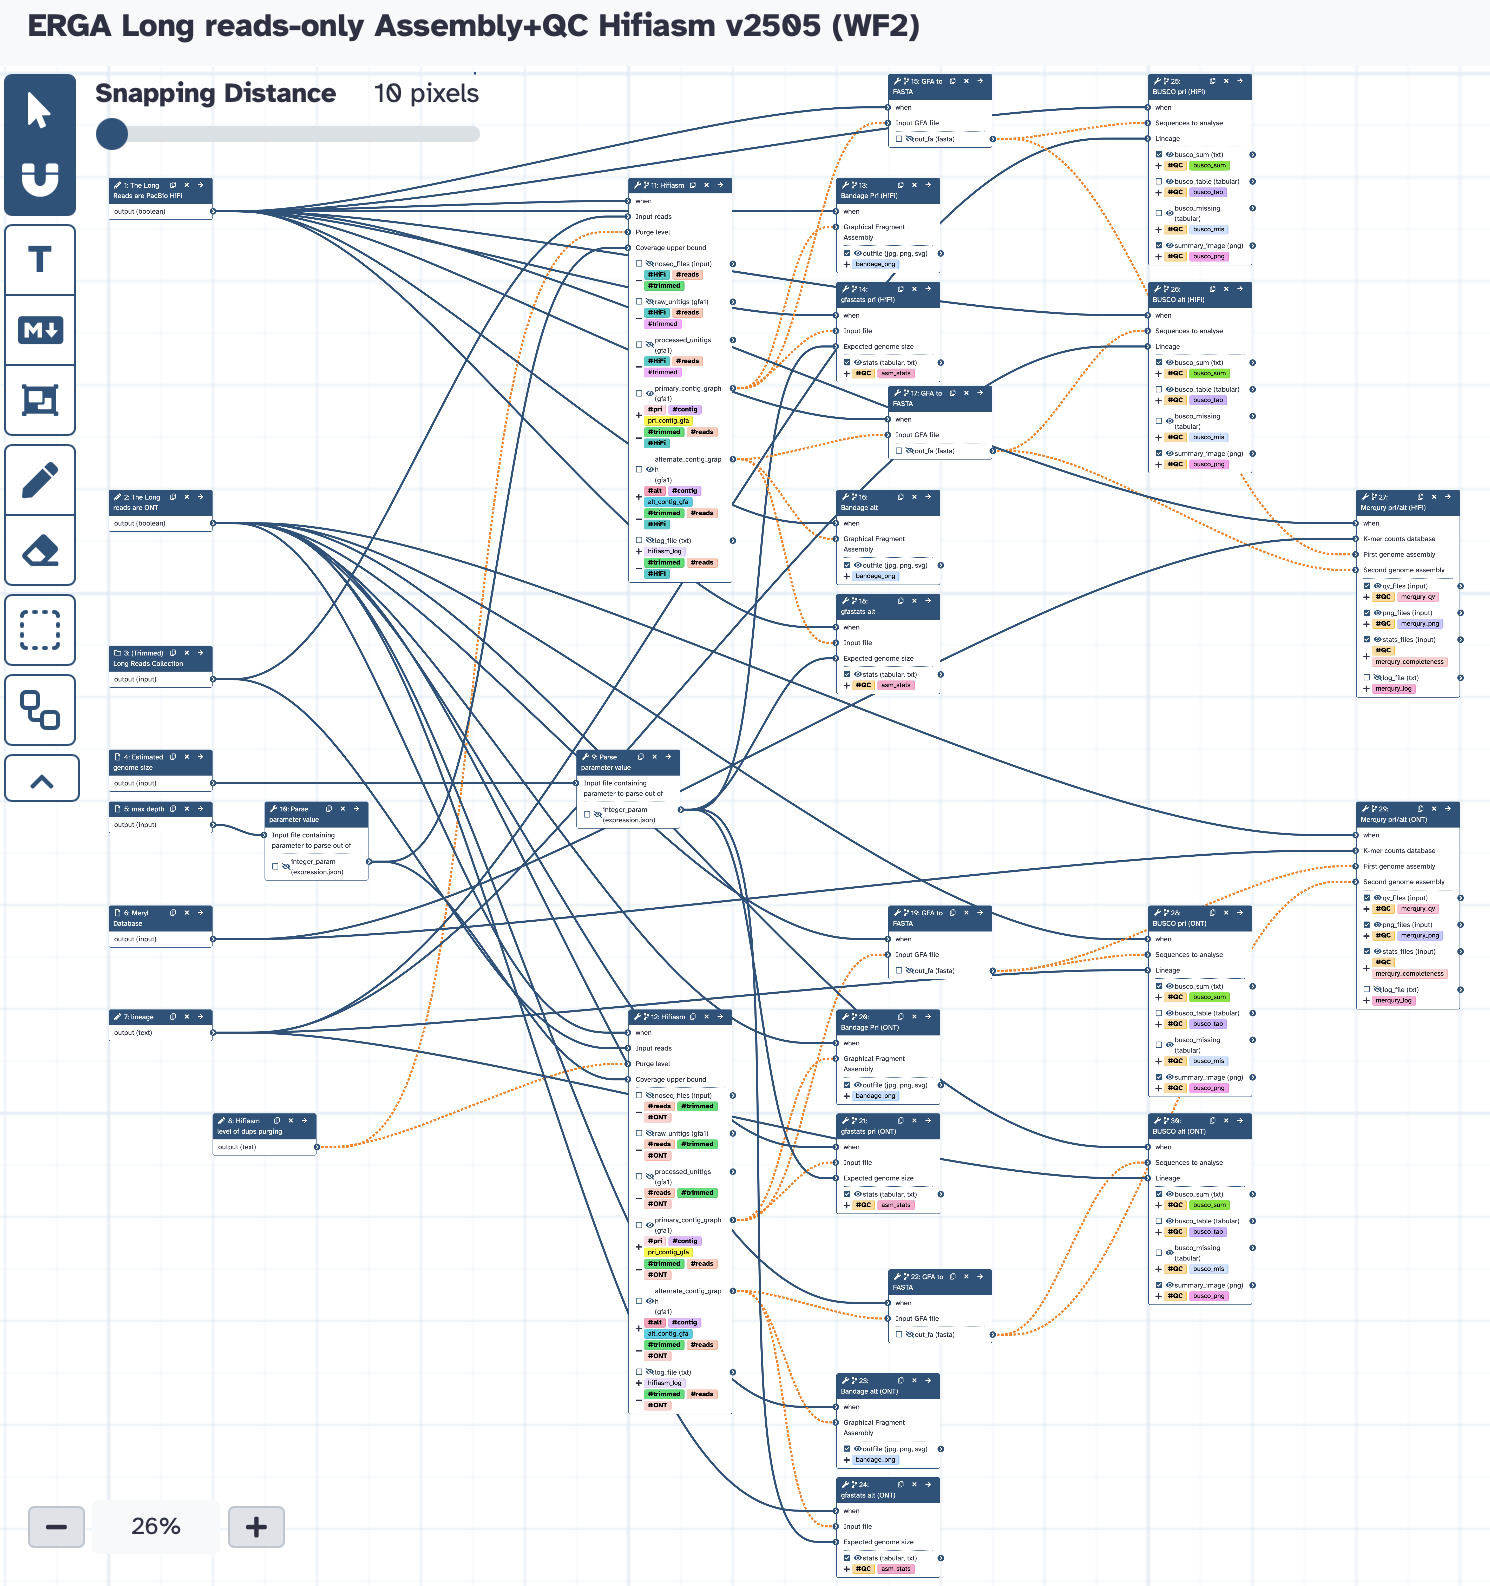 ERGA Long reads-only Assembly+QC Hifiasm v2505 (WF2)
Snapping Distance 10 pixels
T
M
1: The Long
Reads are PacBio HiFi
output (boolean)
2: The Long
reads are ONT
output (boolean)
3: (Trimmed)
Long Reads Collection
output (input)
4: Estimated
genome size
output (input)
5: max depth
output (input)
10: Parse
parameter value
Input file containing
parameter to parse out of
integer_param
(expression.json)
6: Meryl
Database
output (input)
7: lineage
output (text)
8: Hifiasm
level of dups purging
output (text)
9: Parse
parameter value
Input file containing
parameter to parse out of
integer_param
(expression.json)
11: Hifiasm
when
Input reads
Purge level
Coverage upper bound
noseq_files (input)
#HiFi #reads
#trimmed
raw_unitigs (gfa1)
#HiFi #reads
#trimmed
processed_unitigs
(gfa1)
#HiFi #reads
#trimmed
primary_contig_graph
(gfa1)
#pri #contig
pri_contig_gfa
#trimmed #reads
#HiFi
alternate_contig_grap
h
(gfa1)
#alt #contig
alt_contig_gfa
#trimmed #reads
#HiFi
log_file (txt)
hifiasm_log
#trimmed #reads
#HiFi
12: Hifiasm
when
Input reads
Purge level
Coverage upper bound
noseq_files (input)
#reads #trimmed
#ONT
raw_unitigs (gfa1)
#reads #trimmed
#ONT
processed_unitigs
(gfa1)
#reads #trimmed
#ONT
primary_contig_graph
(gfa1)
#pri #contig
pri_contig_gfa
#trimmed #reads
#ONT
alternate_contig_grap
h
(gfa1)
#alt #contig
alt_contig_gfa
#trimmed #reads
#ONT
log_file (txt)
hifiasm_log
#trimmed #reads
#ONT
15: GFA to
FASTA
when
Input GFA file
out_fa (fasta)
13:
Bandage Pri (HiFi)
when
Graphical Fragment
Assembly
outfile (jpg, png, svg)
bandage_png
14:
gfastats pri (HiFi)
when
Input file
Expected genome size
stats (tabular, txt)
#QC asm_stats
17: GFA to
FASTA
when
Input GFA file
out_fa (fasta)
16:
Bandage alt
when
Graphical Fragment
Assembly
outfile (jpg, png, svg)
bandage_png
18:
gfastats alt
when
Input file
Expected genome size
stats (tabular, txt)
#QC asm_stats
19: GFA to
FASTA
when
Input GFA file
out_fa (fasta)
20:
Bandage Pri (ONT)
when
Graphical Fragment
Assembly
outfile (jpg, png, svg)
bandage_png
21:
gfastats pri (ONT)
when
Input file
Expected genome size
stats (tabular, txt)
#QC asm_stats
22: GFA to
FASTA
when
Input GFA file
out_fa (fasta)
23:
Bandage alt (ONT)
when
Graphical Fragment
Assembly
outfile (jpg, png, svg)
bandage_png
24:
gfastats alt (ONT)
when
Input file
Expected genome size
stats (tabular, txt)
#QC asm_stats
25:
BUSCO pri (HiFi)
when
Sequences to analyse
Lineage
busco_sum (txt)
#QC busco_sum
busco_table (tabular)
#QC busco_tab
busco_missing
(tabular)
#QC busco_mis
summary_image (png)
#QC busco_png
26:
BUSCO alt (HiFi)
when
Sequences to analyse
Lineage
busco_sum (txt)
#QC busco_sum
busco_table (tabular)
#QC busco_tab
busco_missing
(tabular)
#QC busco_mis
summary_image (png)
#QC busco_png
27:
Merqury pri/alt (HiFi)
when
K-mer counts database
First genome assembly
Second genome assembly
qv_files (input)
#QC merqury_qv
png_files (input)
#QC merqury_png
stats_files (input)
#QC
merqury_completeness
log_file (txt)
merqury_log
29:
Merqury pri/alt (ONT)
when
K-mer counts database
First genome assembly
Second genome assembly
qv_files (input)
#QC merqury_qv
png_files (input)
#QC merqury_png
stats_files (input)
#QC
merqury_completeness
log_file (txt)
merqury_log
28:
BUSCO pri (ONT)
when
Sequences to analyse
Lineage
busco_sum (txt)
#QC busco_sum
busco_table (tabular)
#QC busco_tab
busco_missing
(tabular)
#QC busco_mis
summary_image (png)
#QC busco_png
30:
BUSCO alt (ONT)
when
Sequences to analyse
Lineage
busco_sum (txt)
#QC busco_sum
busco_table (tabular)
#QC busco_tab
busco_missing
(tabular)
#QC busco_mis
summary_image (png)
#QC busco_png
26%